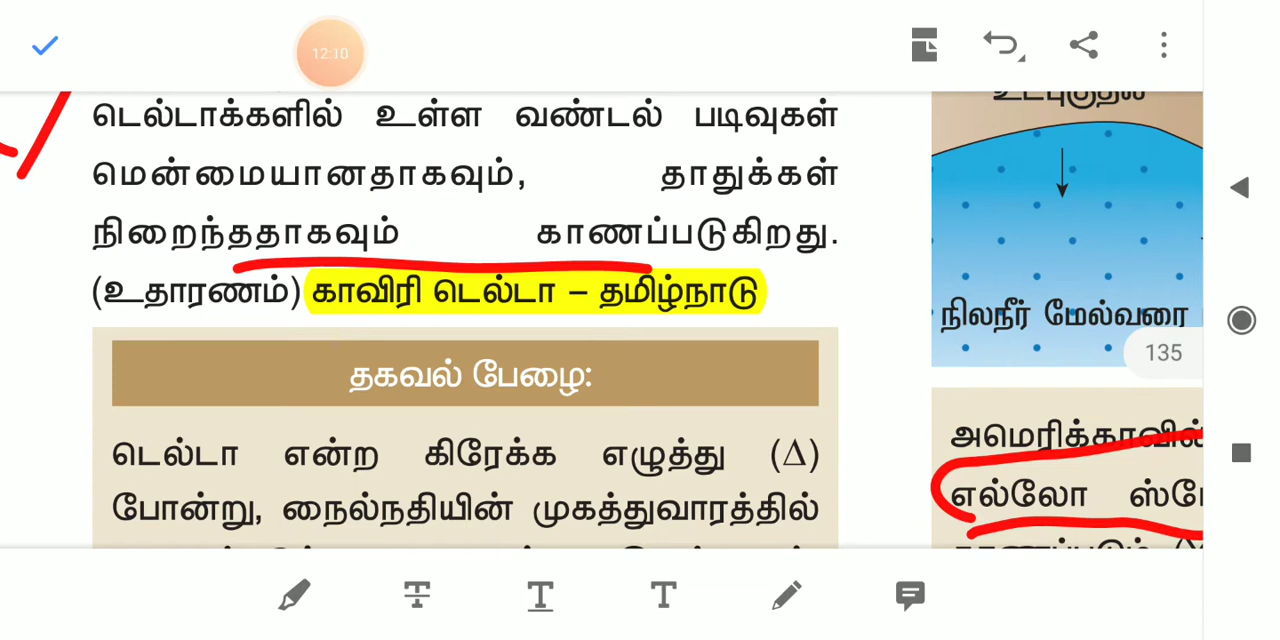 12:10
டெல்டாக்களில் உள்ள வண்டல் படிவுகள்
மென்மையானதாகவும், தாதுக்கள்
நிறைந்ததாகவும் காணப்படுகிறது.
(உதாரணம்) காவிரி டெல்டா – தமிழ்நாடு
தகவல் பேழை:
டெல்டா என்ற கிரேக்க எழுத்து (Δ)
போன்று, நைல்நதியின் முகத்துவாரத்தில்
நிலநீர் மேல்வரை
135
அமெரிக்காவில்
எல்லோ